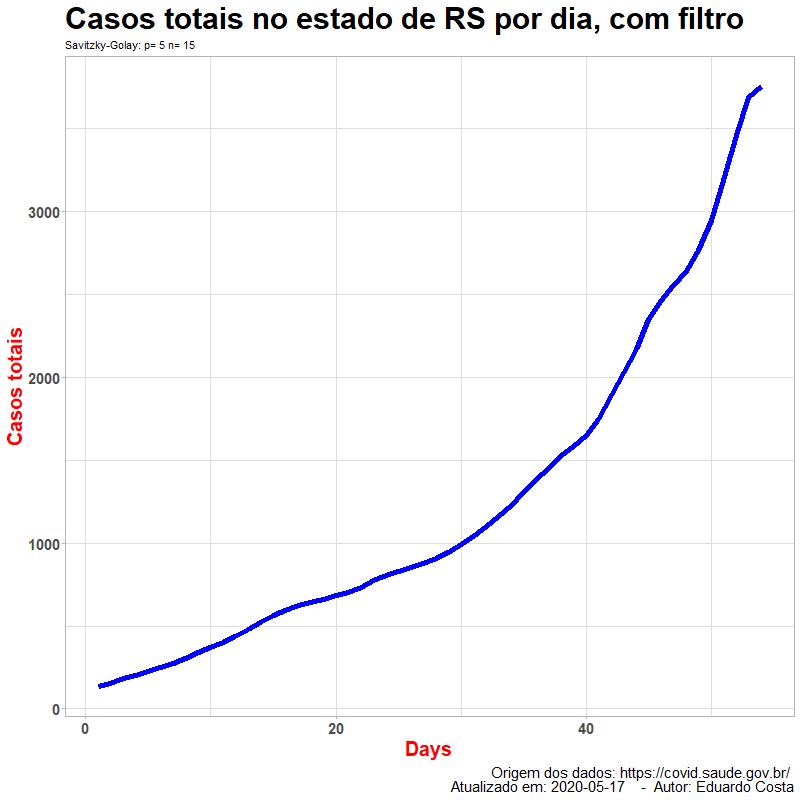 Casos totais no estado de RS por dia, com filtro
Savitzky-Golay: p= 5 n= 15
Casos totais
3000
2000
1000
0
0 20 40
Days
Origem dos dados: https://covid.saude.gov.br/
Atualizado em: 2020-05-17 - Autor: Eduardo Costa